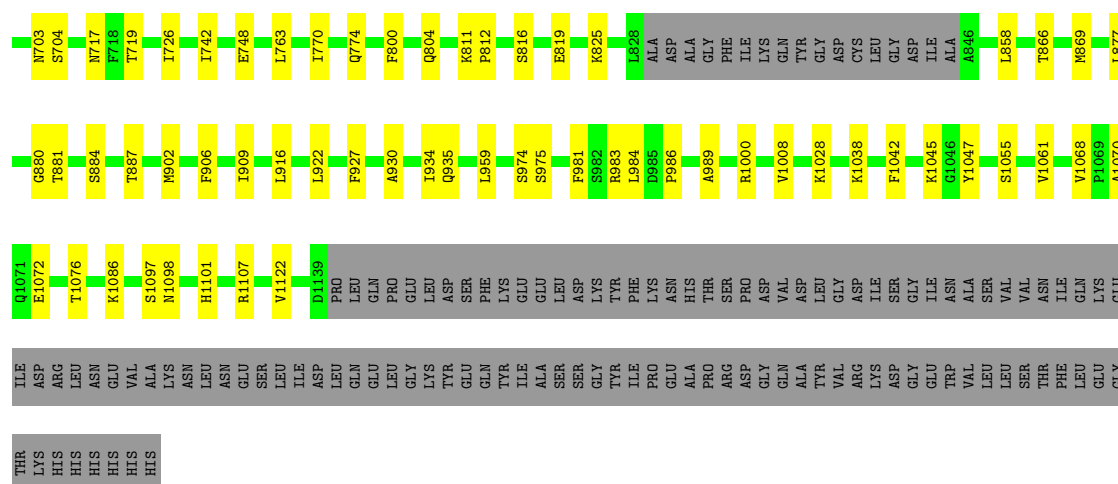 N703 S704 N717 F718 T719 I726 I742 E748 L763 I770 Q774 F800 Q804 K811 P812 S816 E819 K825 L828 ALA ASP ALA GLY PHE ILE LYS GLN TYR GLY ASP CYS LEU GLY ASP ILE ALA A846 L858 T866 M869 L877
G880 T881 S884 T887 M902 F906 I909 L916 L922 F927 A930 I934 Q935 L959 S974 S975 F981 S982 R983 L984 D985 P986 A989 R1000 V1008 K1028 K1038 F1042 K1045 G1046 Y1047 S1055 V1061 V1068 P1069 A1070
Q1071 E1072 T1076 K1086 S1097 N1098 H1101 R1107 V1122 D1139 PRO LEU GLN PRO GLU LEU ASP SER PHE LYS GLU GLU LEU ASP LYS TYR PHE LYS ASN HIS THR SER PRO ASP VAL ASP LEU GLY ASP ILE SER GLY ILE ASN ALA SER VAL VAL ASN ILE GLN LYS GLU
ILE ASP ARG LEU ASN GLU VAL ALA LYS ASN LEU ASN GLU SER LEU ILE ASP LEU GLN GLU LEU GLY LYS TYR GLU GLN TYR ILE ALA SER SER GLY TYR ILE PRO GLU ALA PRO ARG ASP GLY GLN ALA TYR VAL ARG LYS ASP GLY GLU TRP VAL LEU LEU SER THR PHE LEU GLU GLY
THR LYS HIS HIS HIS HIS HIS HIS